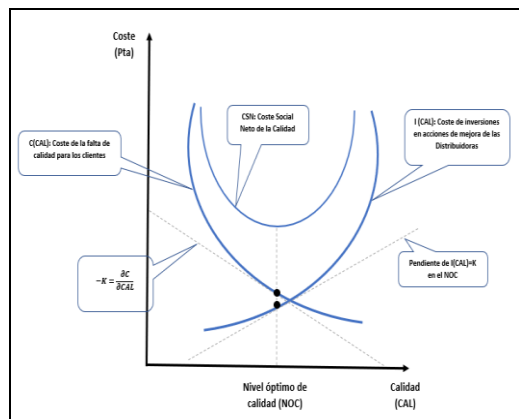 Coste
(Pta)
CSN: Coste Social
Neto de la Calidad
I (CAL): Coste de inversiones
en acciones de mejora de las
Distribuidoras
C(CAL): Coste de la falta de
calidad para los clientes
−K = ∂C/∂CAL
Pendiente de I(CAL)=K
en el NOC
Nivel óptimo de
calidad (NOC)
Calidad
(CAL)